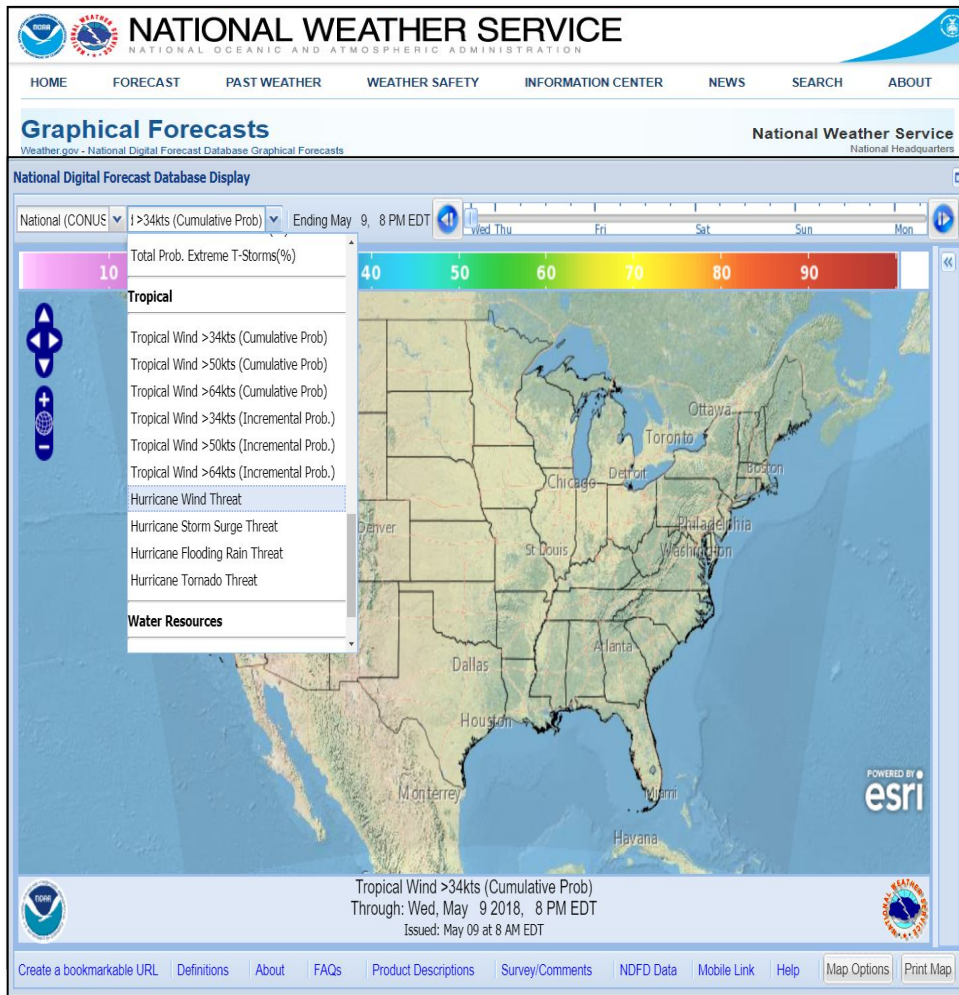 NATIONAL WEATHER SERVICE
NATIONAL OCEANIC AND ATMOSPHERIC ADMINISTRATION
HOME FORECAST PAST WEATHER WEATHER SAFETY INFORMATION CENTER NEWS SEARCH ABOUT
Graphical Forecasts
National Weather Service
Weather.gov - National Digital Forecast Database Graphical Forecasts
National Headquarters
National Digital Forecast Database Display
National (CONUS >34kts (Cumulative Prob) Ending May 9, 8 PM EDT
Wed Thu Fri Sat Sun Mon
10 40 50 60 70 80 90
Total Prob. Extreme T-Storms(%)
Tropical
Tropical Wind >34kts (Cumulative Prob)
Tropical Wind >50kts (Cumulative Prob)
Tropical Wind >64kts (Cumulative Prob)
Tropical Wind >34kts (Incremental Prob.)
Tropical Wind >50kts (Incremental Prob.)
Tropical Wind >64kts (Incremental Prob.)
Hurricane Wind Threat
Hurricane Storm Surge Threat
Hurricane Flooding Rain Threat
Hurricane Tornado Threat
Water Resources
Ottawa
Toronto
Detroit
Boston
Chicago
Philadelphia
Denver
St Louis
Washington
Atlanta
Dallas
Houston
Monterrey
Miami
Havana
POWERED BY
esri
Tropical Wind >34kts (Cumulative Prob)
Through: Wed, May 9 2018, 8 PM EDT
Issued: May 09 at 8 AM EDT
Create a bookmarkable URL Definitions About FAQs Product Descriptions Survey/Comments NDFD Data Mobile Link Help Map Options Print Map